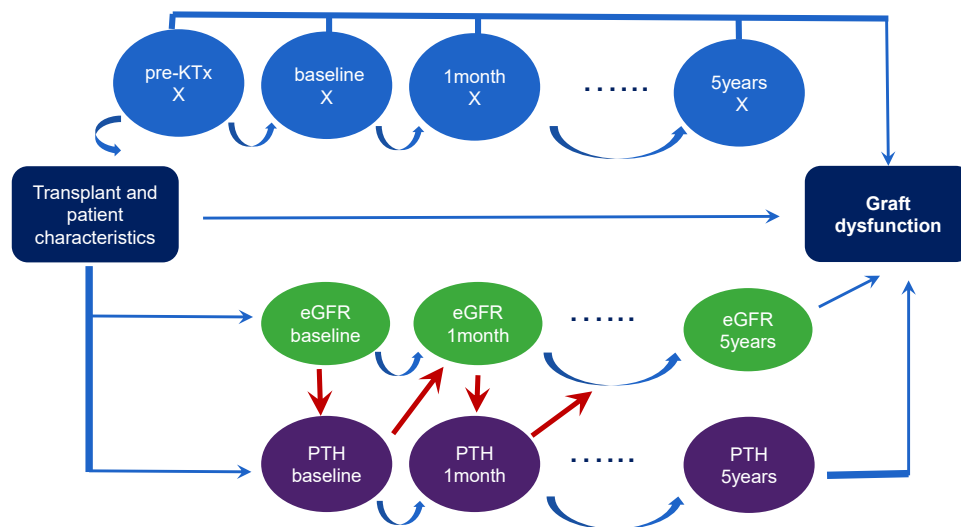 pre-KTx
X
baseline
X
1month
X
......
5years
X
Transplant and
patient
characteristics
Graft
dysfunction
eGFR
baseline
eGFR
1month
......
eGFR
5years
PTH
baseline
PTH
1month
......
PTH
5years